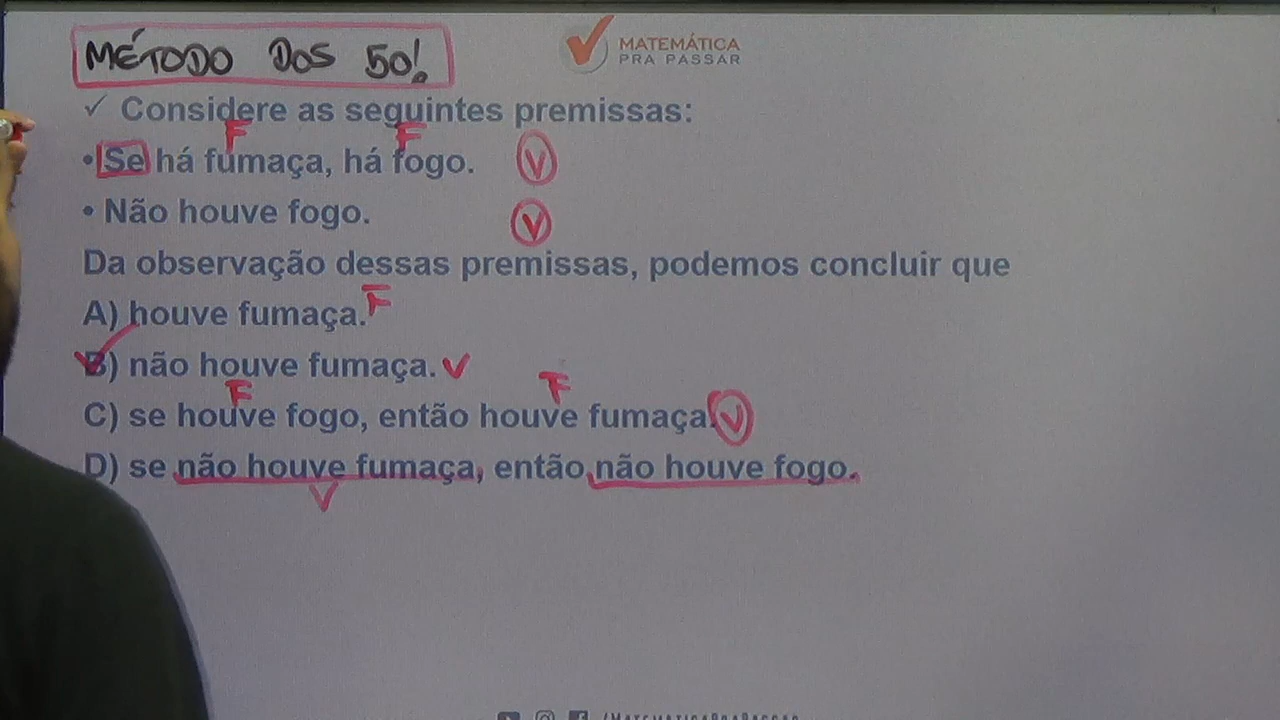 MÉTODO DOS 50!
MATEMÁTICA
PRA PASSAR
✓ Considere as seguintes premissas:
F F
• Se há fumaça, há fogo. V
• Não houve fogo. V
Da observação dessas premissas, podemos concluir que
A) houve fumaça. F
B) não houve fumaça. V
F F
C) se houve fogo, então houve fumaça. V
D) se não houve fumaça, então não houve fogo.
V
/MATEMATICAPRAPASSAR